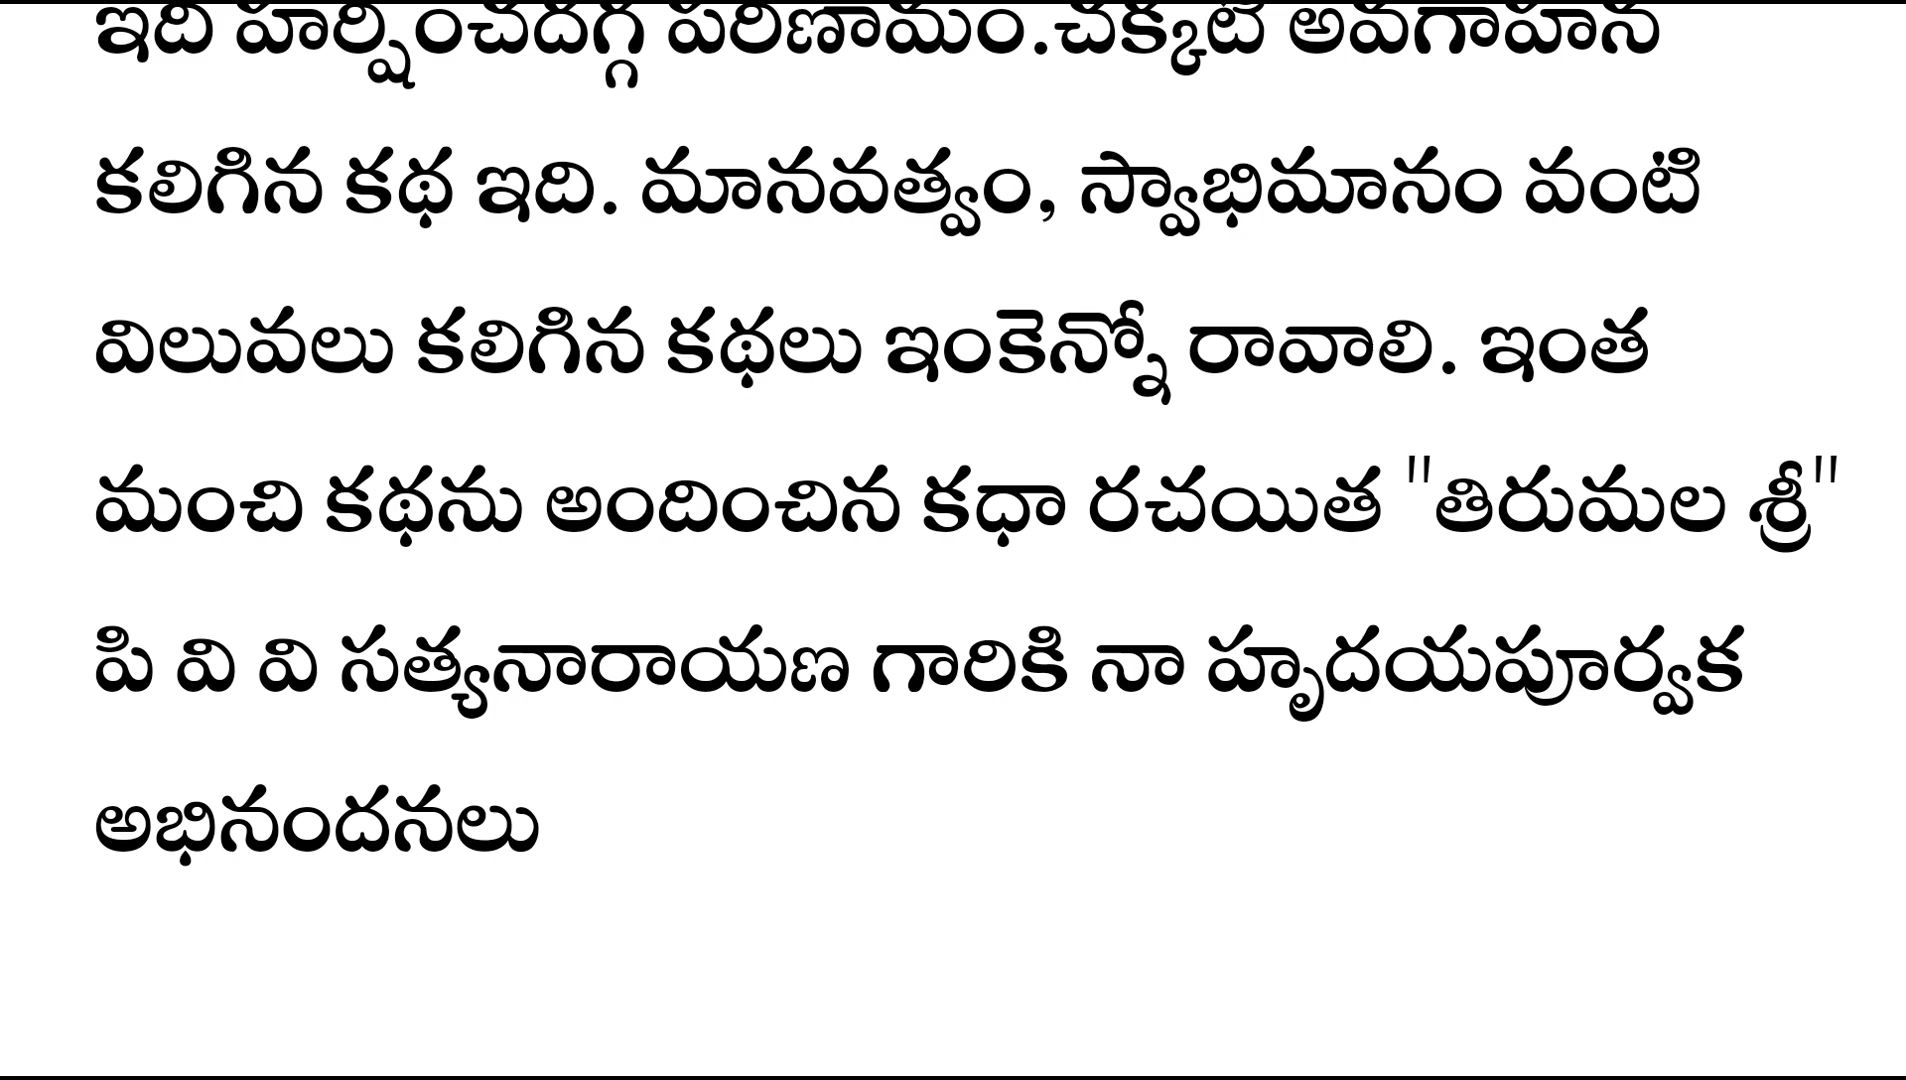 ఇది హర్షించదగ్గ పరిణామం.చక్కటి అవగాహన
కలిగిన కథ ఇది. మానవత్వం, స్వాభిమానం వంటి
విలువలు కలిగిన కథలు ఇంకెన్నో రావాలి. ఇంత
మంచి కథను అందించిన కధా రచయిత "తిరుమల శ్రీ"
పి వి వి సత్యనారాయణ గారికి నా హృదయపూర్వక
అభినందనలు